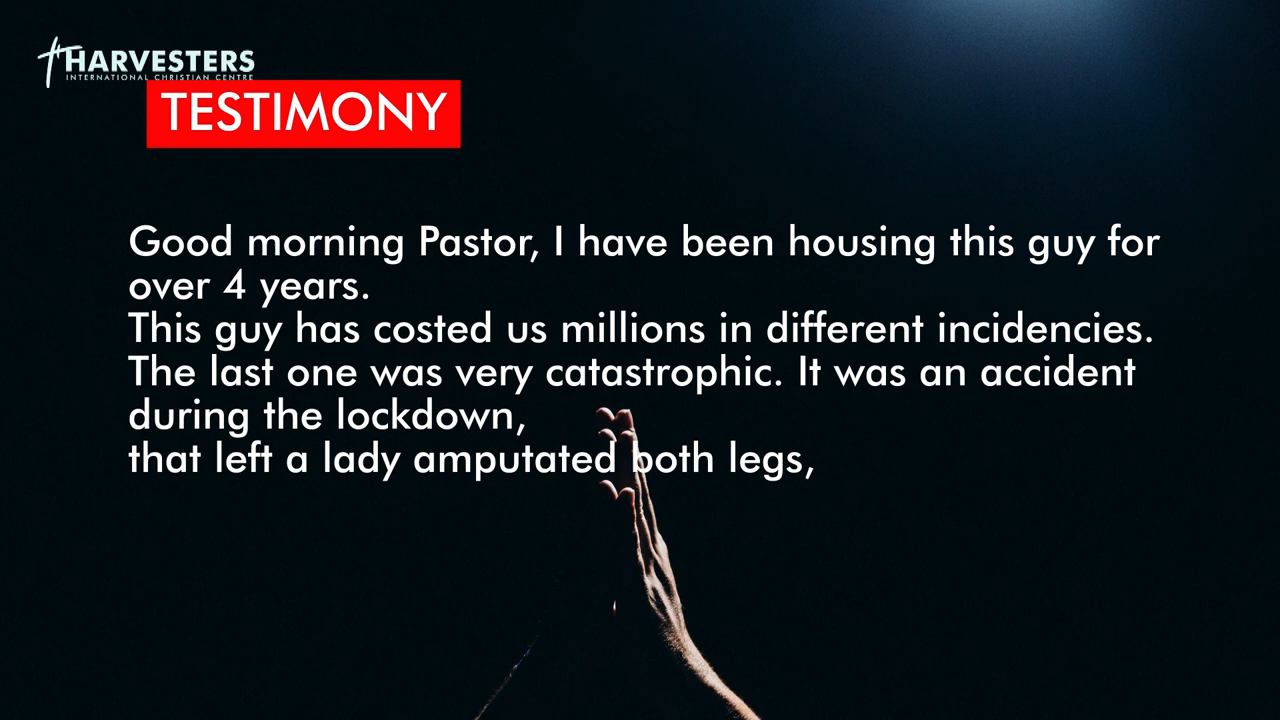 HARVESTERS
INTERNATIONAL CHRISTIAN CENTRE
TESTIMONY
Good morning Pastor, I have been housing this guy for
over 4 years.
This guy has costed us millions in different incidencies.
The last one was very catastrophic. It was an accident
during the lockdown,
that left a lady amputated both legs,